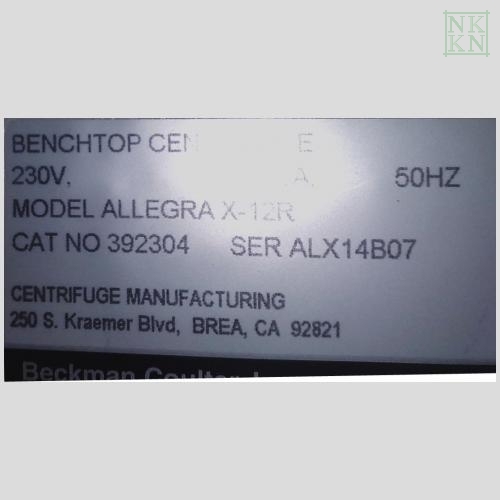 NK
KN
BENCHTOP
230V, 50HZ
MODEL ALLEGRA X-12R
CAT NO 392304 SER ALX14B07
CENTRIFUGE MANUFACTURING
250 S. Kraemer Blvd, BREA, CA 92821
Beckman Coulter